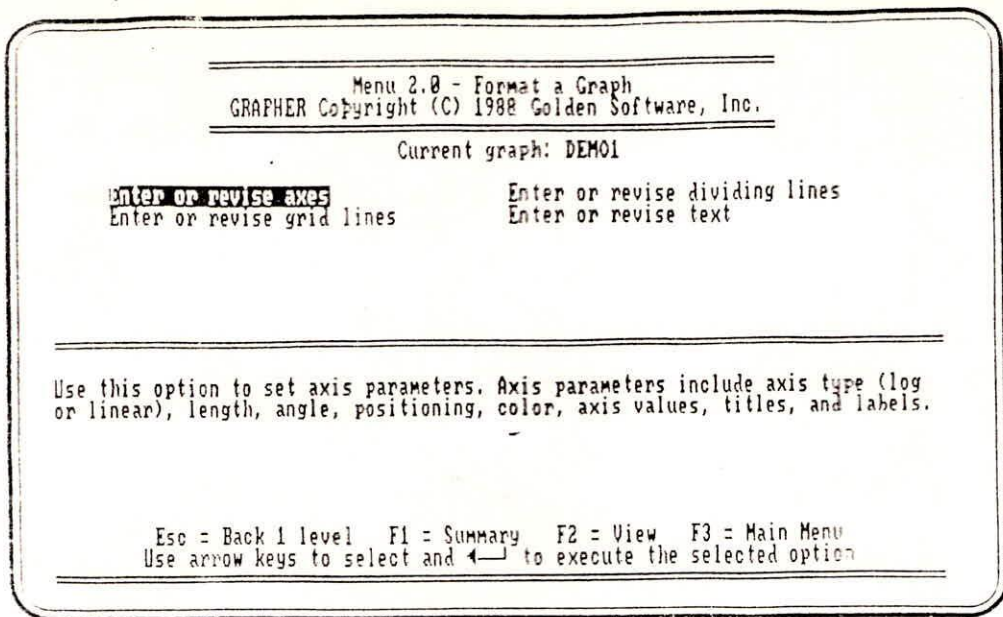 Menu 2.0 - Format a Graph
GRAPHER Copyright (C) 1988 Golden Software, Inc.
Current graph: DEMO1
Enter or revise axes
Enter or revise dividing lines
Enter or revise grid lines
Enter or revise text
Use this option to set axis parameters. Axis parameters include axis type (log
or linear), length, angle, positioning, color, axis values, titles, and labels.
Esc = Back 1 level F1 = Summary F2 = View F3 = Main Menu
Use arrow keys to select and ◄─┘ to execute the selected option